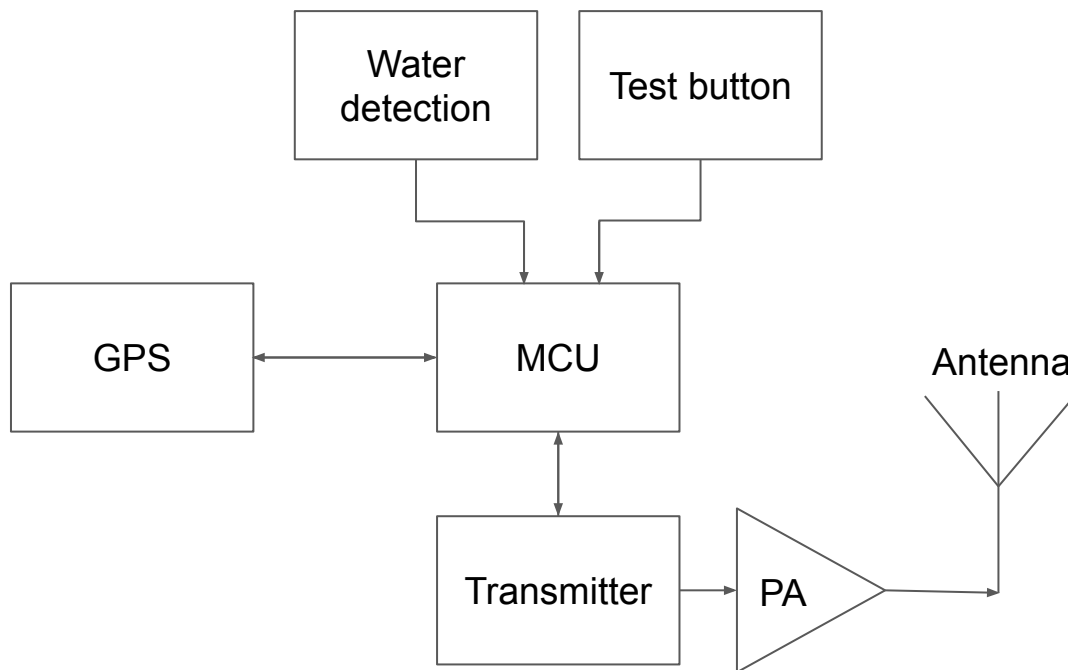 Water
detection
Test button
GPS
MCU
Antenna
Transmitter
PA